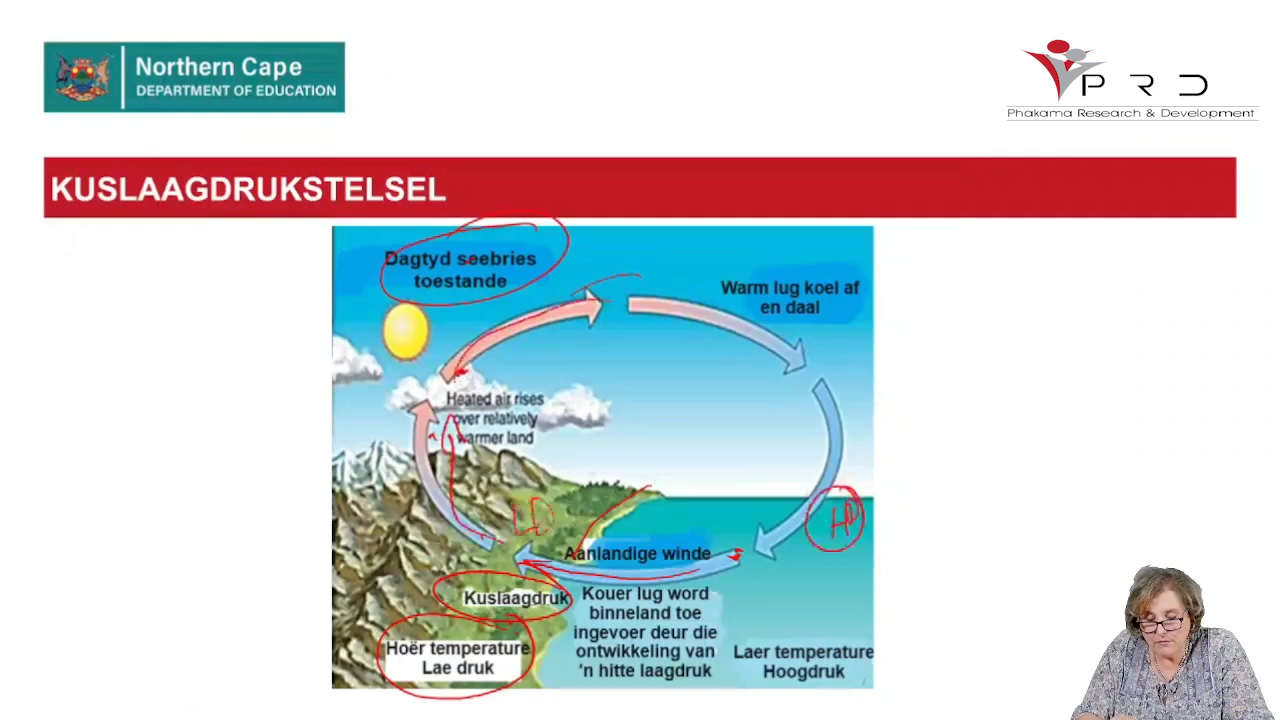 Northern Cape
DEPARTMENT OF EDUCATION
P R D
Phakama Research & Development
KUSLAAGDRUKSTELSEL
Dagtyd seebries
toestande
Warm lug koel af
en daal
Heated air rises
over relatively
warmer land
LD
HD
Aanlandige winde
Kuslaagdruk
Kouer lug word
binneland toe
ingevoer deur die
ontwikkeling van
'n hitte laagdruk
Hoër temperature
Lae druk
Laer temperature
Hoogdruk